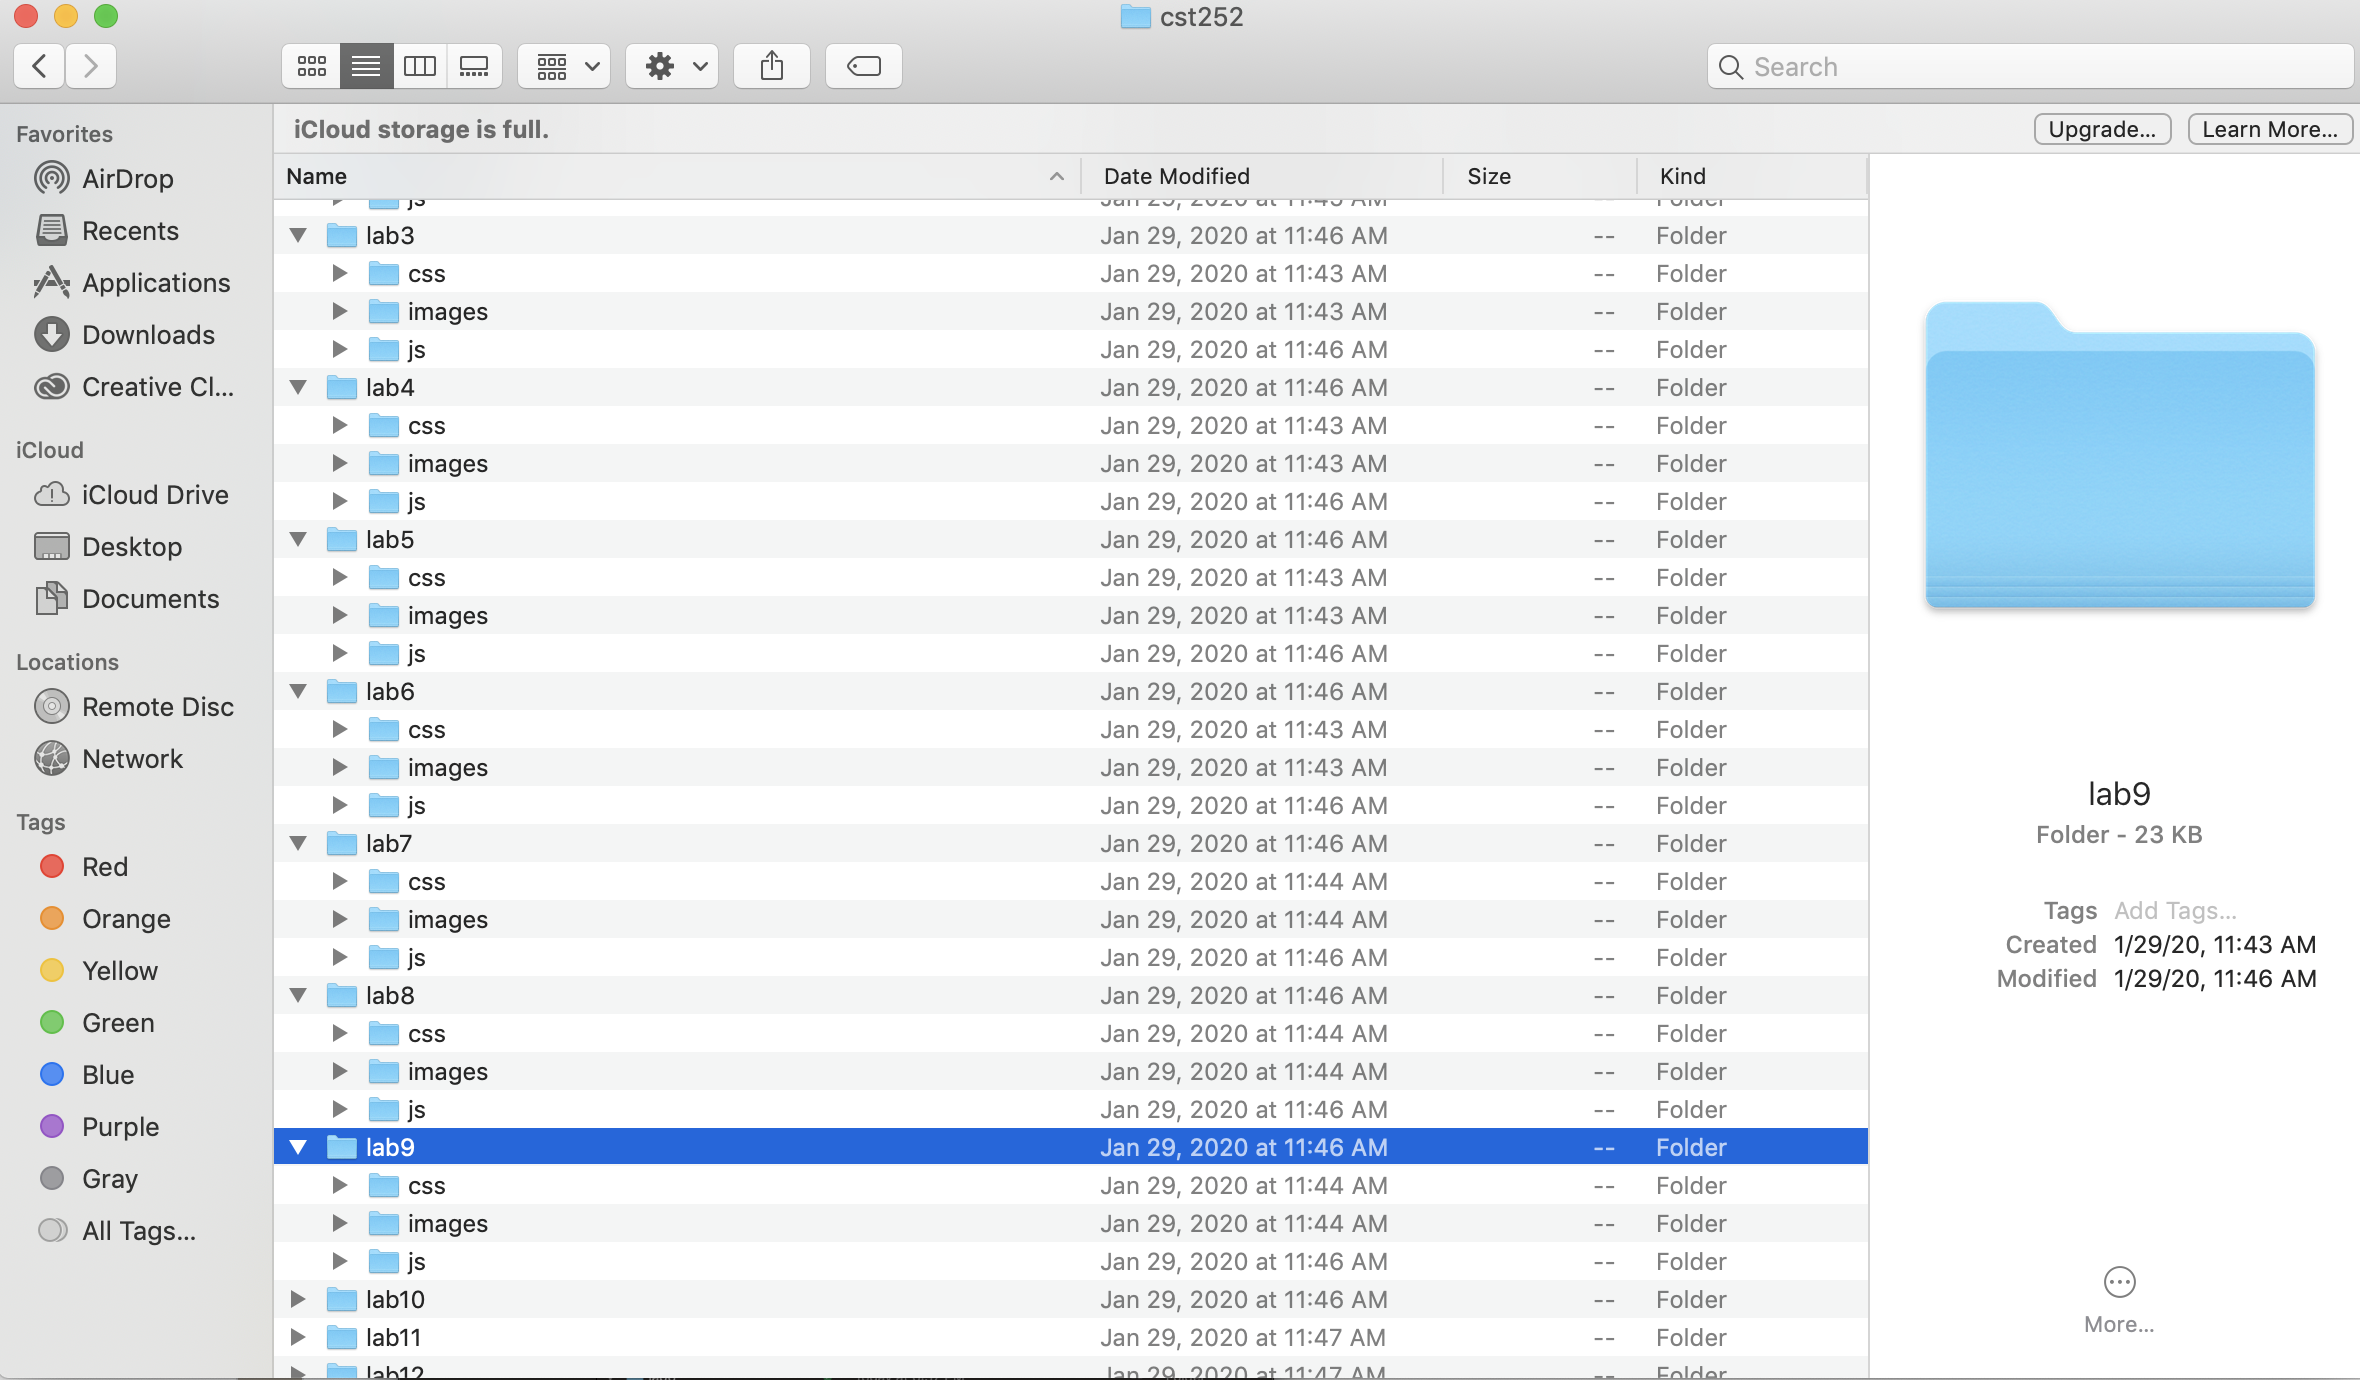 cst252
Search
Favorites
AirDrop
Recents
Applications
Downloads
Creative Cl...
iCloud
iCloud Drive
Desktop
Documents
Locations
Remote Disc
Network
Tags
Red
Orange
Yellow
Green
Blue
Purple
Gray
All Tags...
iCloud storage is full. Upgrade... Learn More...
Name Date Modified Size Kind
js Jan 29, 2020 at 11:43 AM -- Folder
lab3 Jan 29, 2020 at 11:46 AM -- Folder
css Jan 29, 2020 at 11:43 AM -- Folder
images Jan 29, 2020 at 11:43 AM -- Folder
js Jan 29, 2020 at 11:46 AM -- Folder
lab4 Jan 29, 2020 at 11:46 AM -- Folder
css Jan 29, 2020 at 11:43 AM -- Folder
images Jan 29, 2020 at 11:43 AM -- Folder
js Jan 29, 2020 at 11:46 AM -- Folder
lab5 Jan 29, 2020 at 11:46 AM -- Folder
css Jan 29, 2020 at 11:43 AM -- Folder
images Jan 29, 2020 at 11:43 AM -- Folder
js Jan 29, 2020 at 11:46 AM -- Folder
lab6 Jan 29, 2020 at 11:46 AM -- Folder
css Jan 29, 2020 at 11:43 AM -- Folder
images Jan 29, 2020 at 11:43 AM -- Folder
js Jan 29, 2020 at 11:46 AM -- Folder
lab7 Jan 29, 2020 at 11:46 AM -- Folder
css Jan 29, 2020 at 11:44 AM -- Folder
images Jan 29, 2020 at 11:44 AM -- Folder
js Jan 29, 2020 at 11:46 AM -- Folder
lab8 Jan 29, 2020 at 11:46 AM -- Folder
css Jan 29, 2020 at 11:44 AM -- Folder
images Jan 29, 2020 at 11:44 AM -- Folder
js Jan 29, 2020 at 11:46 AM -- Folder
lab9 Jan 29, 2020 at 11:46 AM -- Folder
css Jan 29, 2020 at 11:44 AM -- Folder
images Jan 29, 2020 at 11:44 AM -- Folder
js Jan 29, 2020 at 11:46 AM -- Folder
lab10 Jan 29, 2020 at 11:46 AM -- Folder
lab11 Jan 29, 2020 at 11:47 AM -- Folder
lab12 Jan 29, 2020 at 11:47 AM -- Folder
lab9
Folder - 23 KB
Tags Add Tags...
Created 1/29/20, 11:43 AM
Modified 1/29/20, 11:46 AM
More...